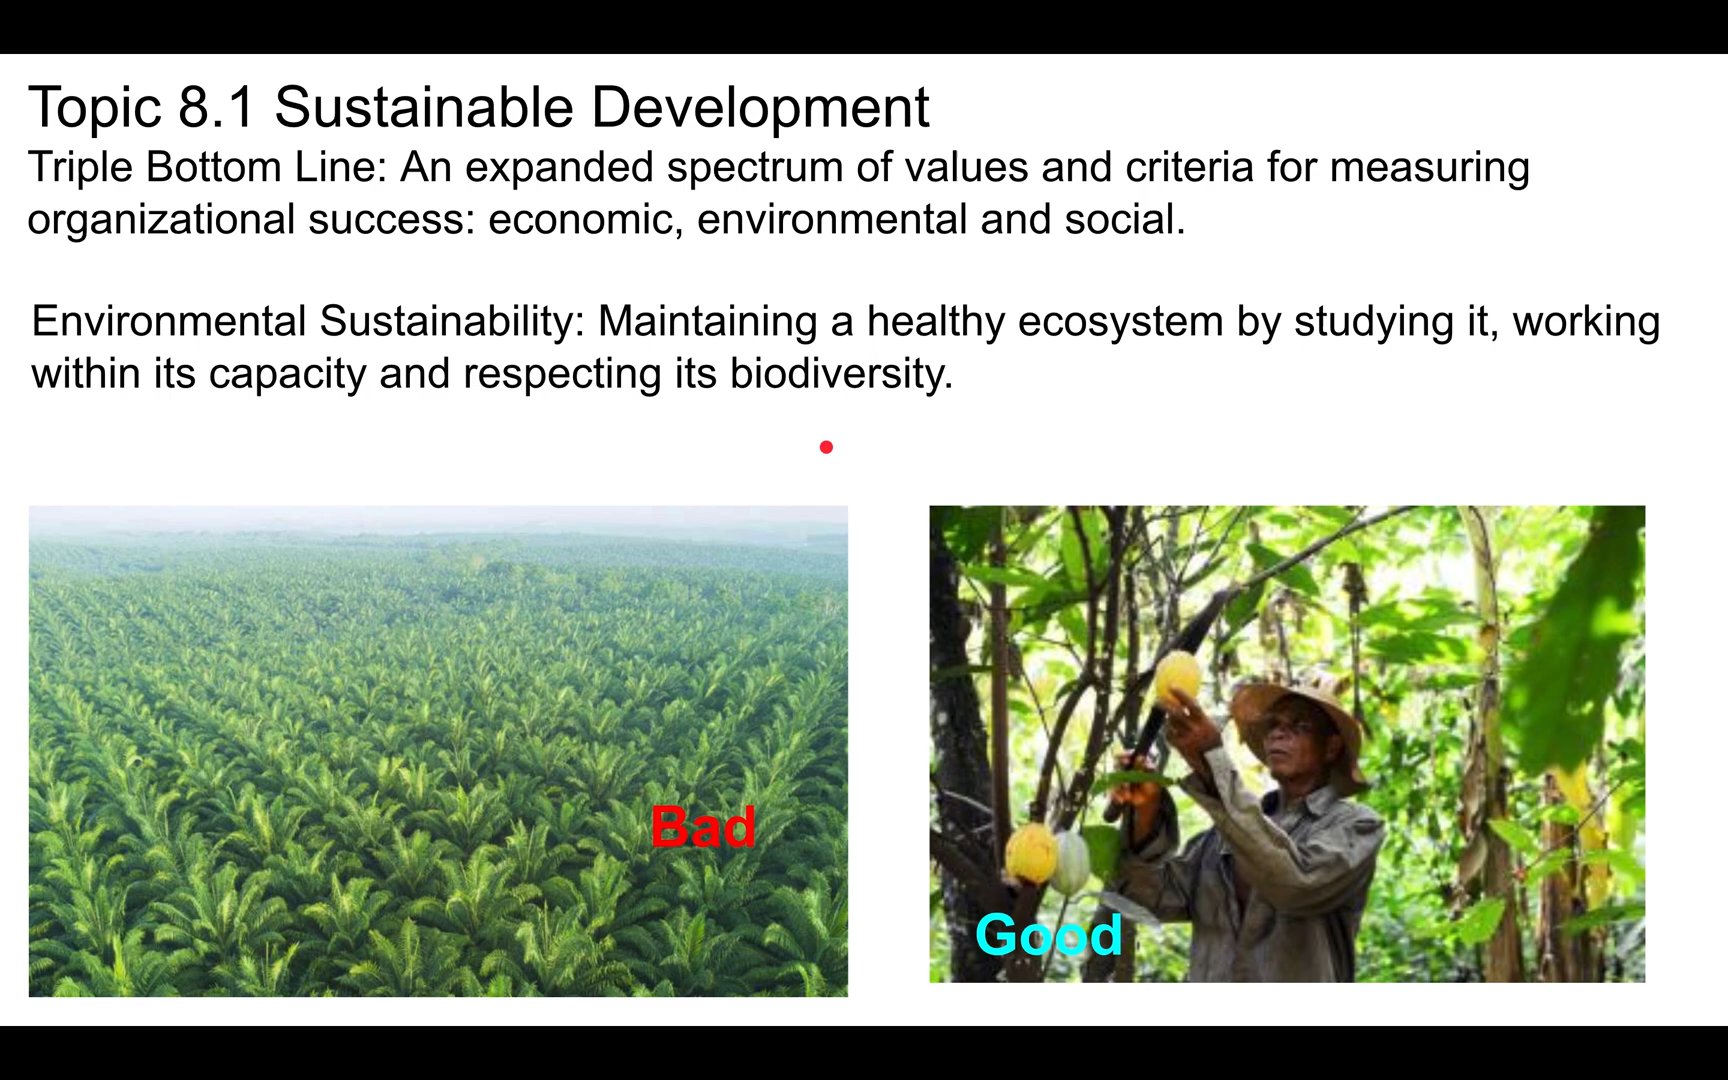 Topic 8.1 Sustainable Development
Triple Bottom Line: An expanded spectrum of values and criteria for measuring
organizational success: economic, environmental and social.
Environmental Sustainability: Maintaining a healthy ecosystem by studying it, working
within its capacity and respecting its biodiversity.
Bad
Good